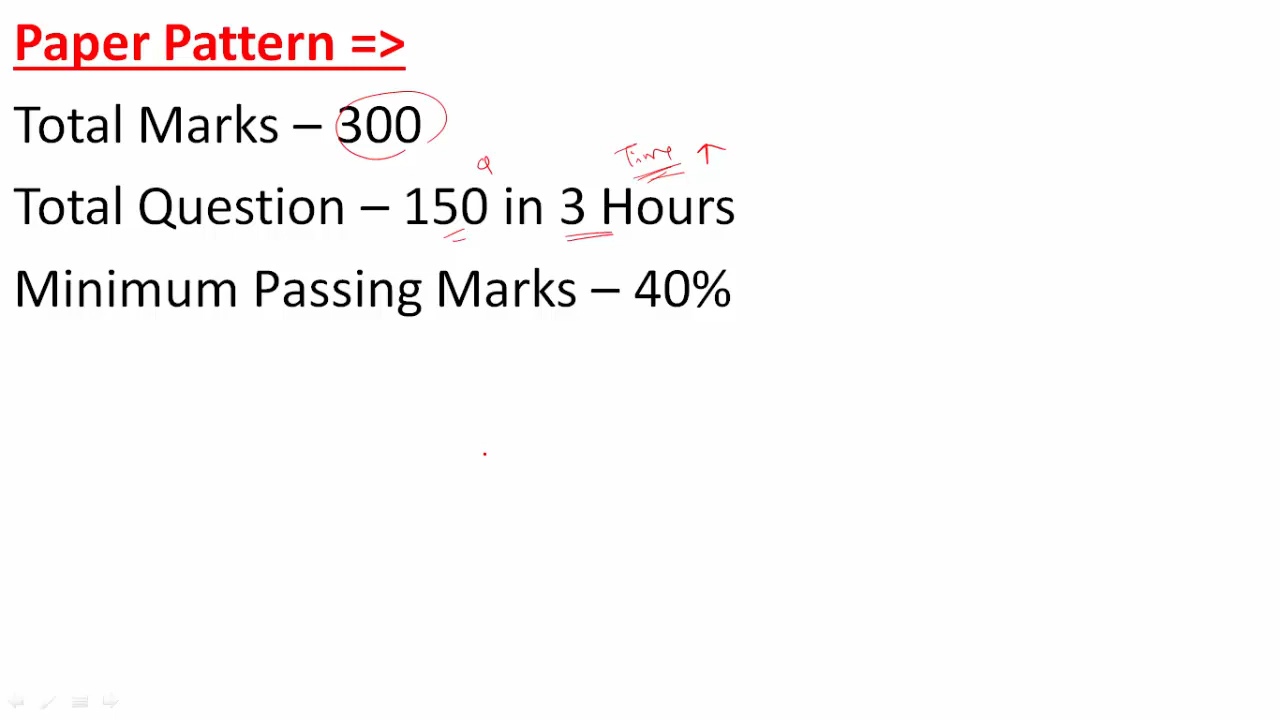 Paper Pattern =>
Total Marks – 300
Q
Time ↑
Total Question – 150 in 3 Hours
Minimum Passing Marks – 40%